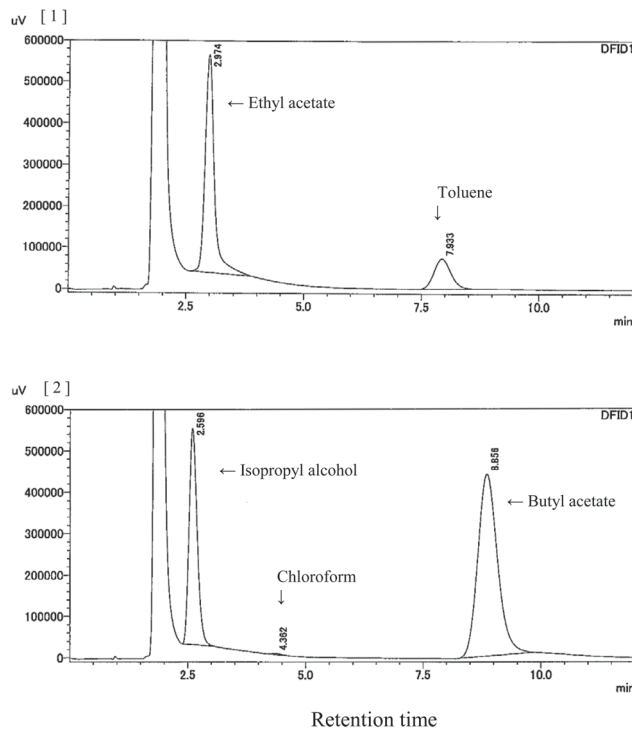 uV [ 1 ]
600000
DFID1
2.974
500000
← Ethyl acetate
400000
300000
200000
Toluene
↓
7.933
100000
0
2.5 5.0 7.5 10.0
min
uV [ 2 ]
600000
DFID1
2.596
8.856
500000
← Isopropyl alcohol
← Butyl acetate
400000
300000
200000
Chloroform
↓
4.362
100000
0
2.5 5.0 7.5 10.0
min
Retention time